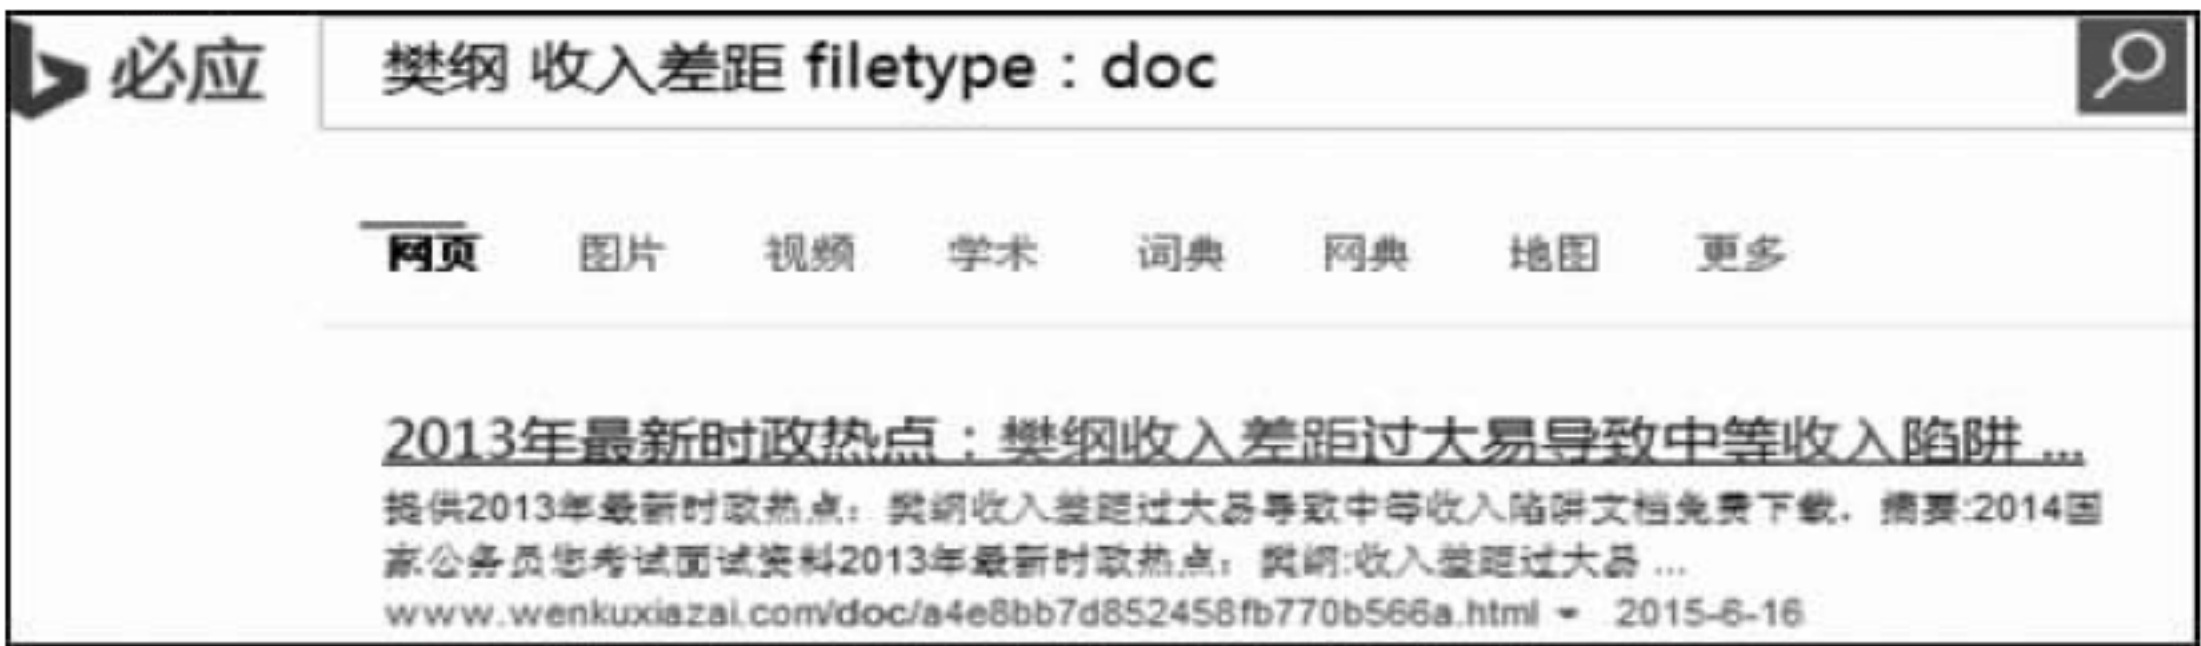 必应 樊纲 收入差距 filetype：doc
网页 图片 视频 学术 词典 网典 地图 更多
2013年最新时政热点：樊纲收入差距过大易导致中等收入陷阱 ...
提供2013年最新时政热点：樊纲收入差距过大易导致中等收入陷阱文档免费下载．摘要:2014国
家公务员您考试面试资料2013年最新时政热点：樊纲:收入差距过大易 ...
www.wenkuxiazai.com/doc/a4e8bb7d852458fb770b566a.html 2015-6-16